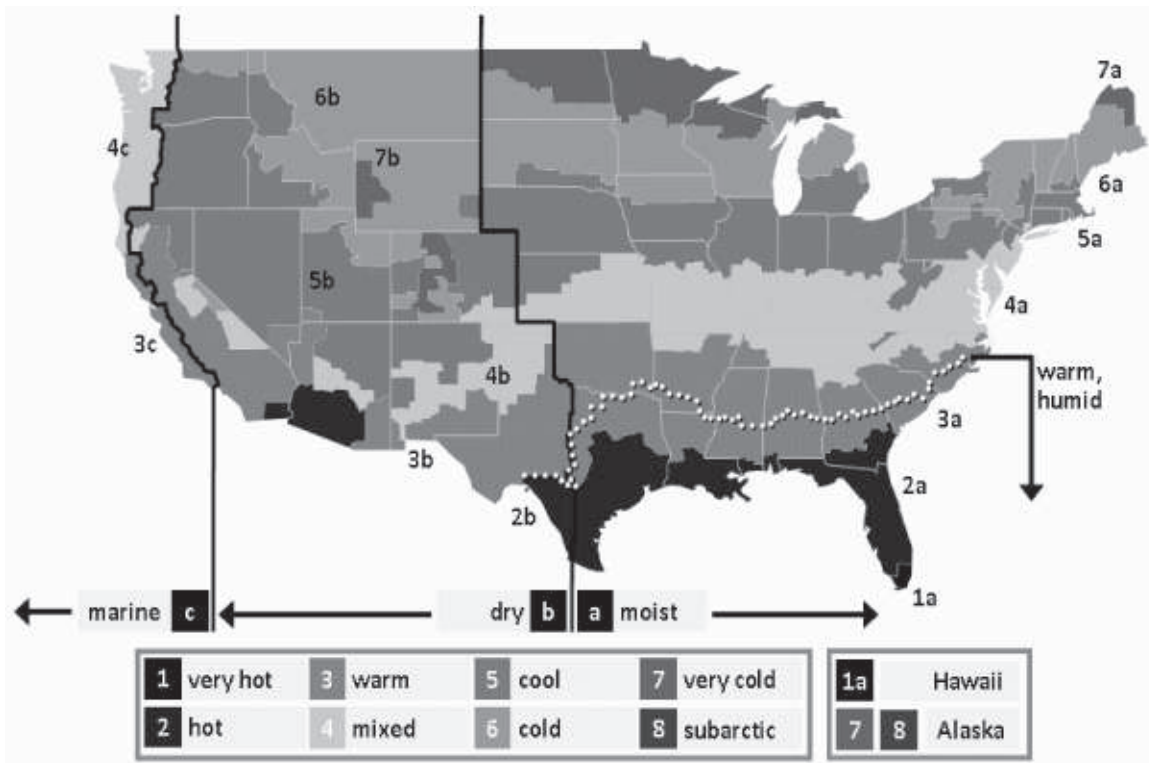 7a
6b
4c
7b
6a
5a
5b
4a
3c
4b
warm,
humid
3a
3b
2a
2b
1a
marine c dry b a moist
1 very hot 3 warm 5 cool 7 very cold
2 hot 4 mixed 6 cold 8 subarctic
1a Hawaii
7 8 Alaska